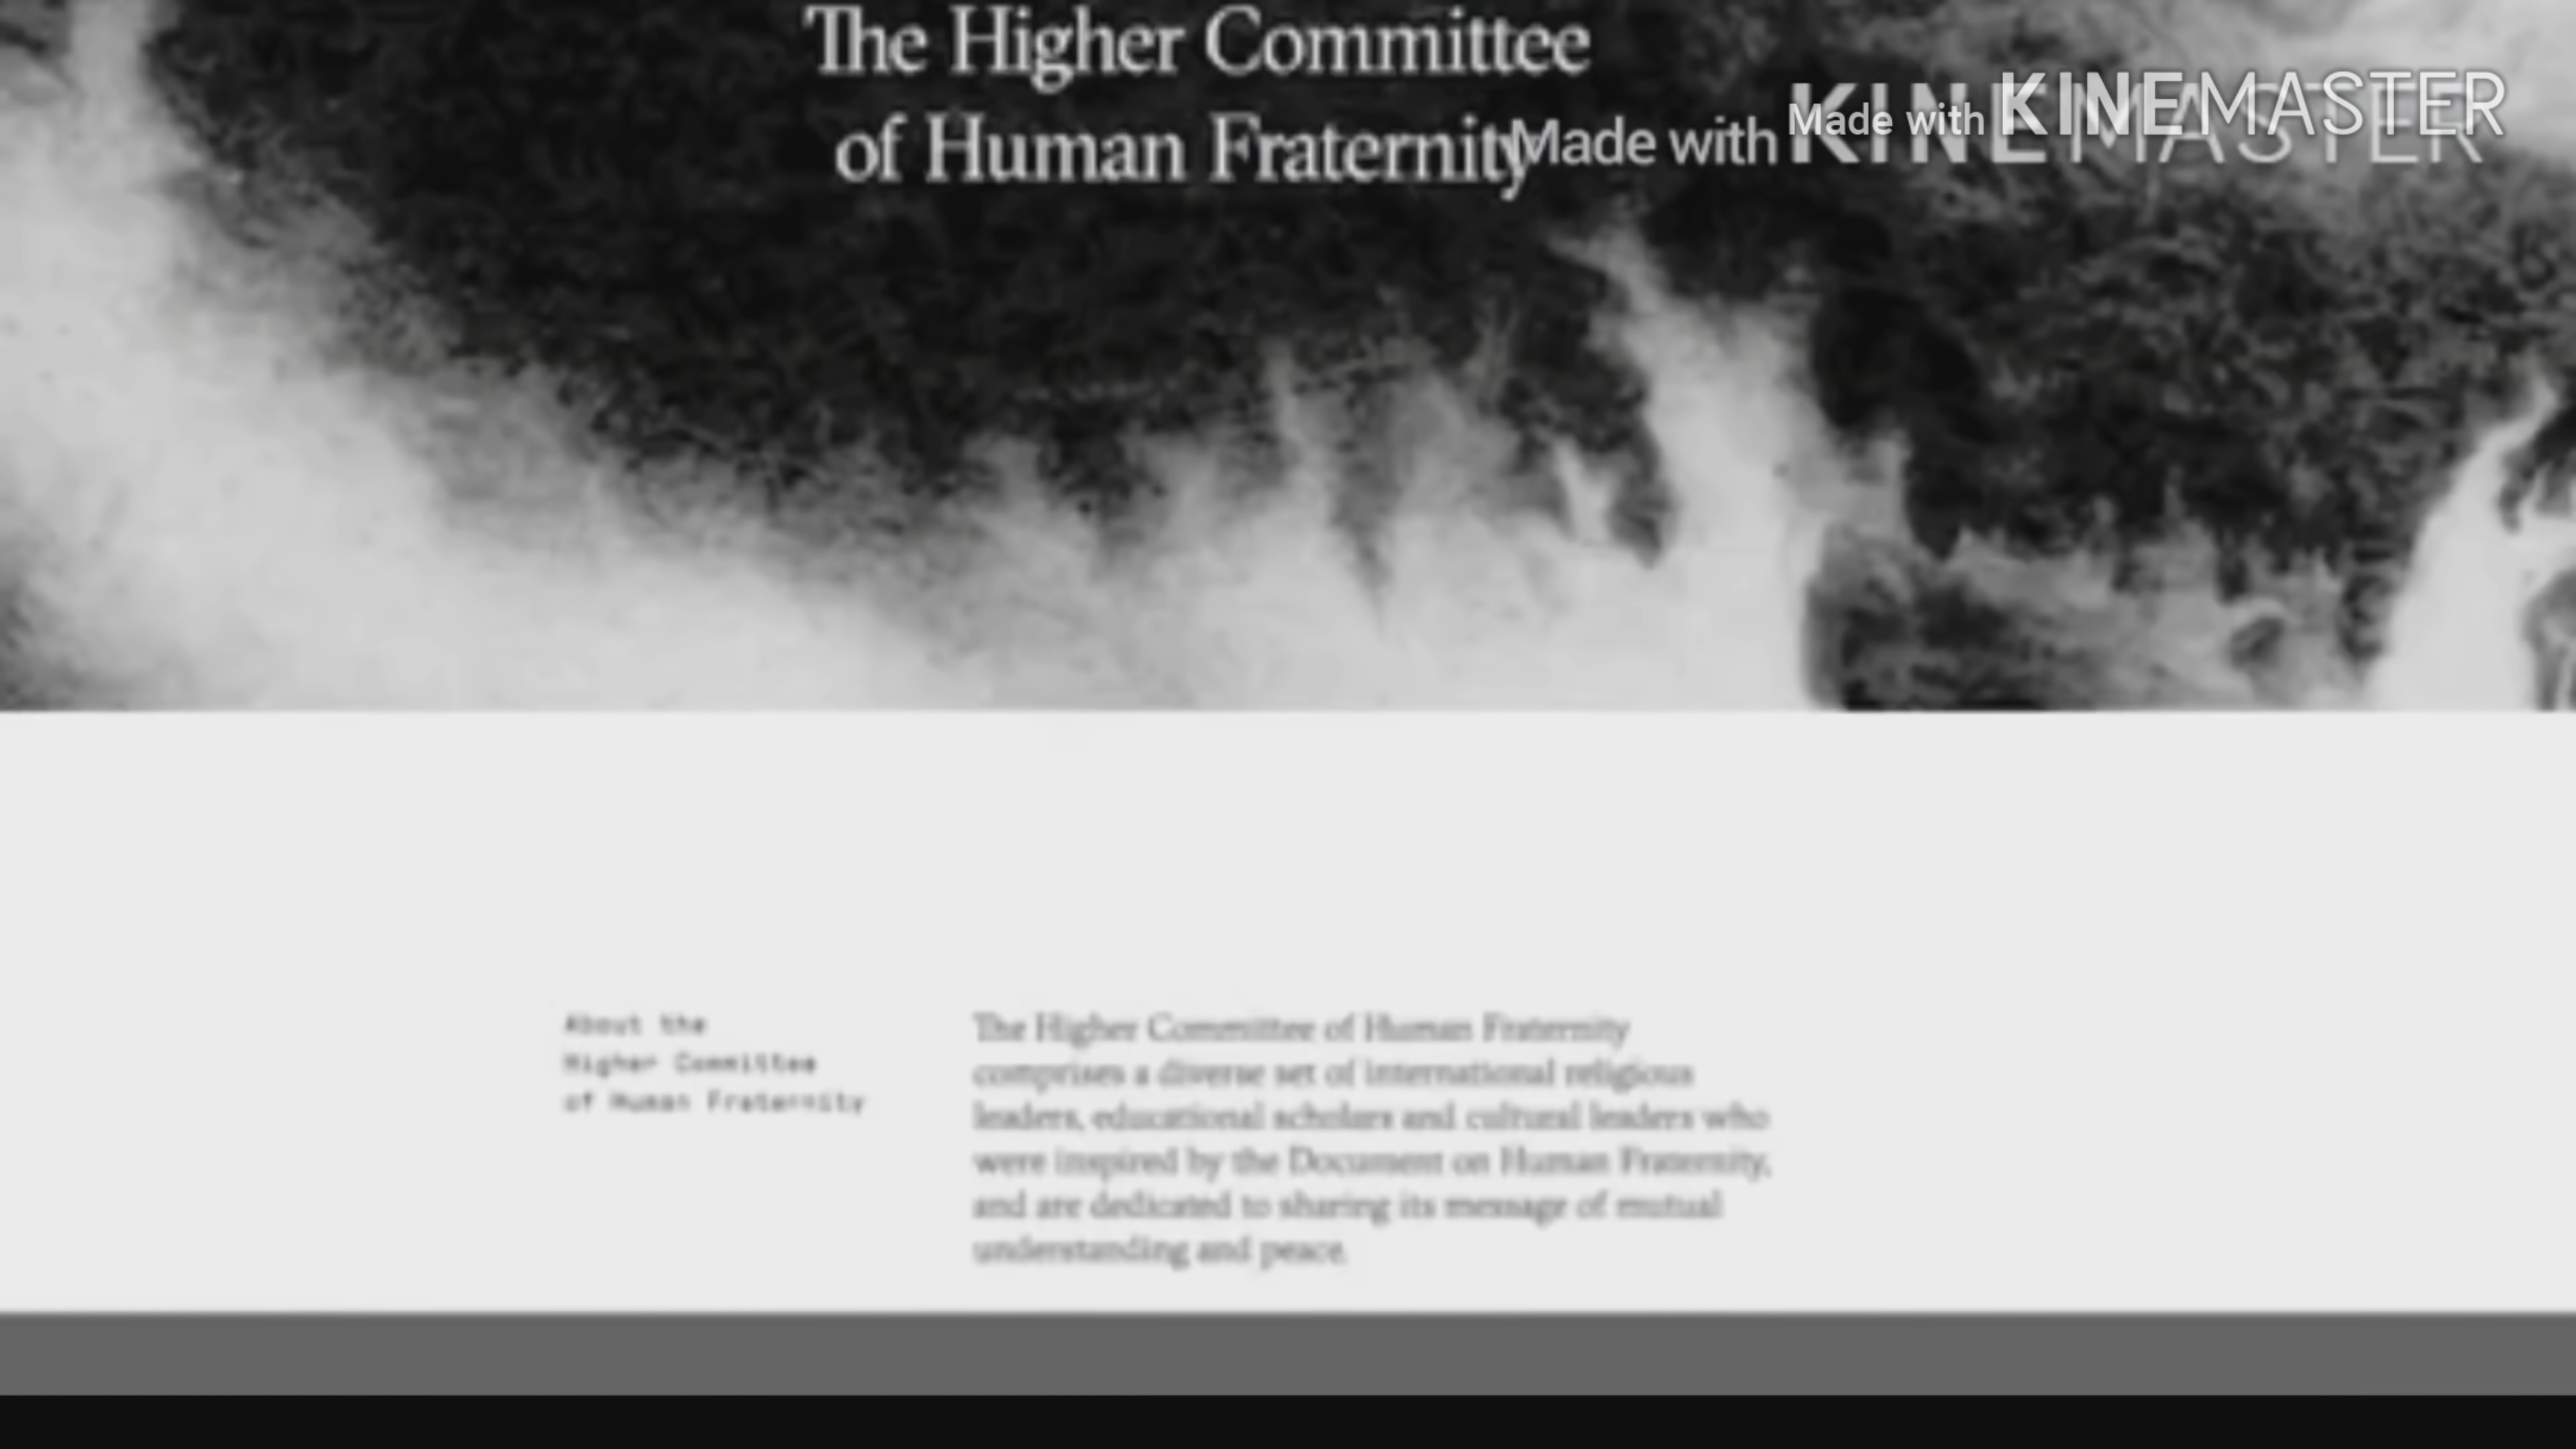 The Higher Committee
of Human Fraternity
Made with KINEMASTER
Made with KINEMASTER
About the
Higher Committee
of Human Fraternity
The Higher Committee of Human Fraternity
comprises a diverse set of international religious
leaders, educational scholars and cultural leaders who
were inspired by the Document on Human Fraternity,
and are dedicated to sharing its message of mutual
understanding and peace.